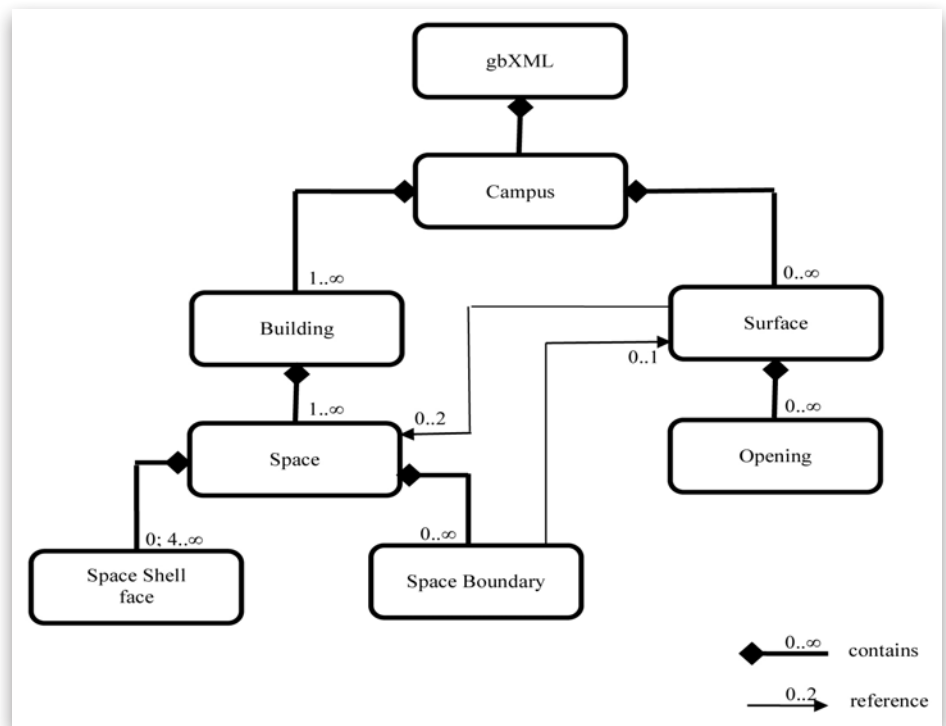 gbXML
Campus
1..∞
0..∞
Building
Surface
0..1
1..∞
0..2
0..∞
Space
Opening
0; 4..∞
0..∞
Space Shell
face
Space Boundary
0..∞
contains
0..2
reference